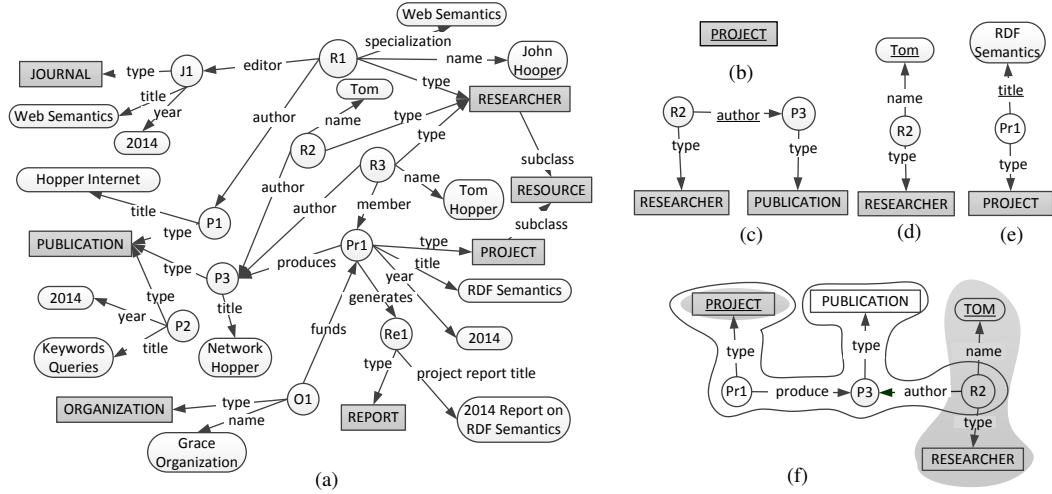 Web Semantics
specialization
R1
name
John
Hooper
type
JOURNAL
type
J1
editor
title
year
Web Semantics
2014
Tom
name
type
RESEARCHER
author
R2
type
R3
name
Tom
Hopper
subclass
RESOURCE
subclass
Hopper Internet
title
P1
type
author
author
member
PUBLICATION
type
P3
produces
Pr1
type
PROJECT
title
year
RDF Semantics
2014
type
year
P2
title
2014
Keywords
Queries
title
Network
Hopper
funds
generates
Re1
type
project report title
REPORT
2014 Report on
RDF Semantics
ORGANIZATION
type
name
O1
Grace
Organization
(a)
PROJECT
(b)
R2
author
P3
type
type
RESEARCHER
PUBLICATION
(c)
Tom
name
R2
type
RESEARCHER
(d)
RDF
Semantics
title
Pr1
type
PROJECT
(e)
PROJECT
PUBLICATION
TOM
type
type
name
Pr1
produce
P3
author
R2
type
RESEARCHER
(f)